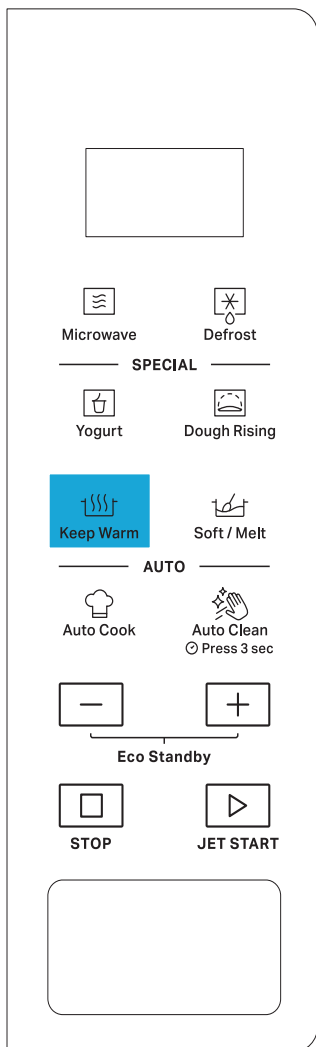 Microwave Defrost
SPECIAL
Yogurt Dough Rising
Keep Warm Soft / Melt
AUTO
Auto Cook Auto Clean
Press 3 sec
Eco Standby
STOP JET START